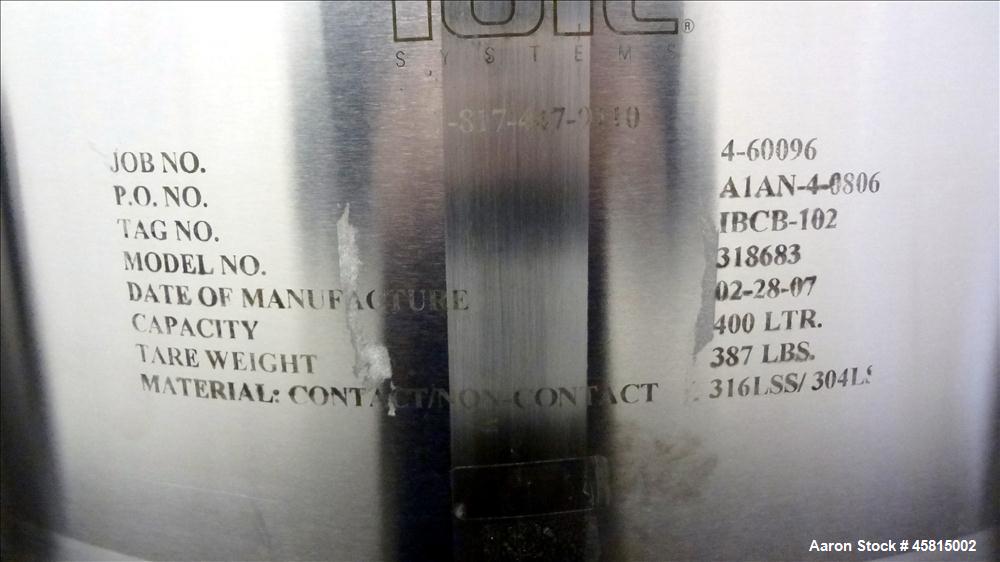 SYSTEMS
JOB NO. 4-60096
P.O. NO. A1AN-4-0806
TAG NO. IBCB-102
MODEL NO. 318683
DATE OF MANUFACTURE 02-28-07
CAPACITY 400 LTR.
TARE WEIGHT 387 LBS.
MATERIAL: CONTACT/NON-CONTACT 316LSS/ 304LS
Aaron Stock # 45815002